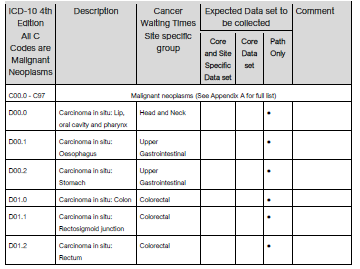 ICD-10 4th Edition All C Codes are Malignant Neoplasms
Description
Cancer Waiting Times Site specific group
Expected Data set to be collected
Comment
Core and Site Specific Data set
Core Data set
Path Only
C00.0 - C97 Malignant neoplasms (See Appendix A for full list)
D00.0 Carcinoma in situ: Lip, oral cavity and pharynx Head and Neck •
D00.1 Carcinoma in situ: Oesophagus Upper Gastrointestinal •
D00.2 Carcinoma in situ: Stomach Upper Gastrointestinal •
D01.0 Carcinoma in situ: Colon Colorectal •
D01.1 Carcinoma in situ: Rectosigmoid junction Colorectal •
D01.2 Carcinoma in situ: Rectum Colorectal •